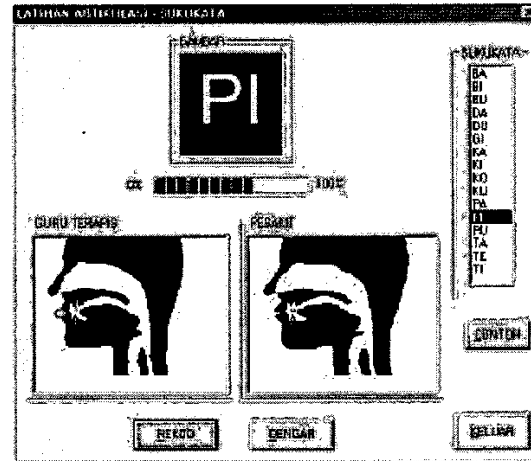 LATIHAN ARTIKULASI - SUKUKATA
GAMBAR
PI
0%
100%
SUKUKATA
BA
BI
BU
DA
DU
GI
KA
KI
KO
KU
PA
PI
PU
TA
TE
TI
GURU TERAPIS
PESAKIT
CONTOH
REKOD
DENGAR
KELUAR